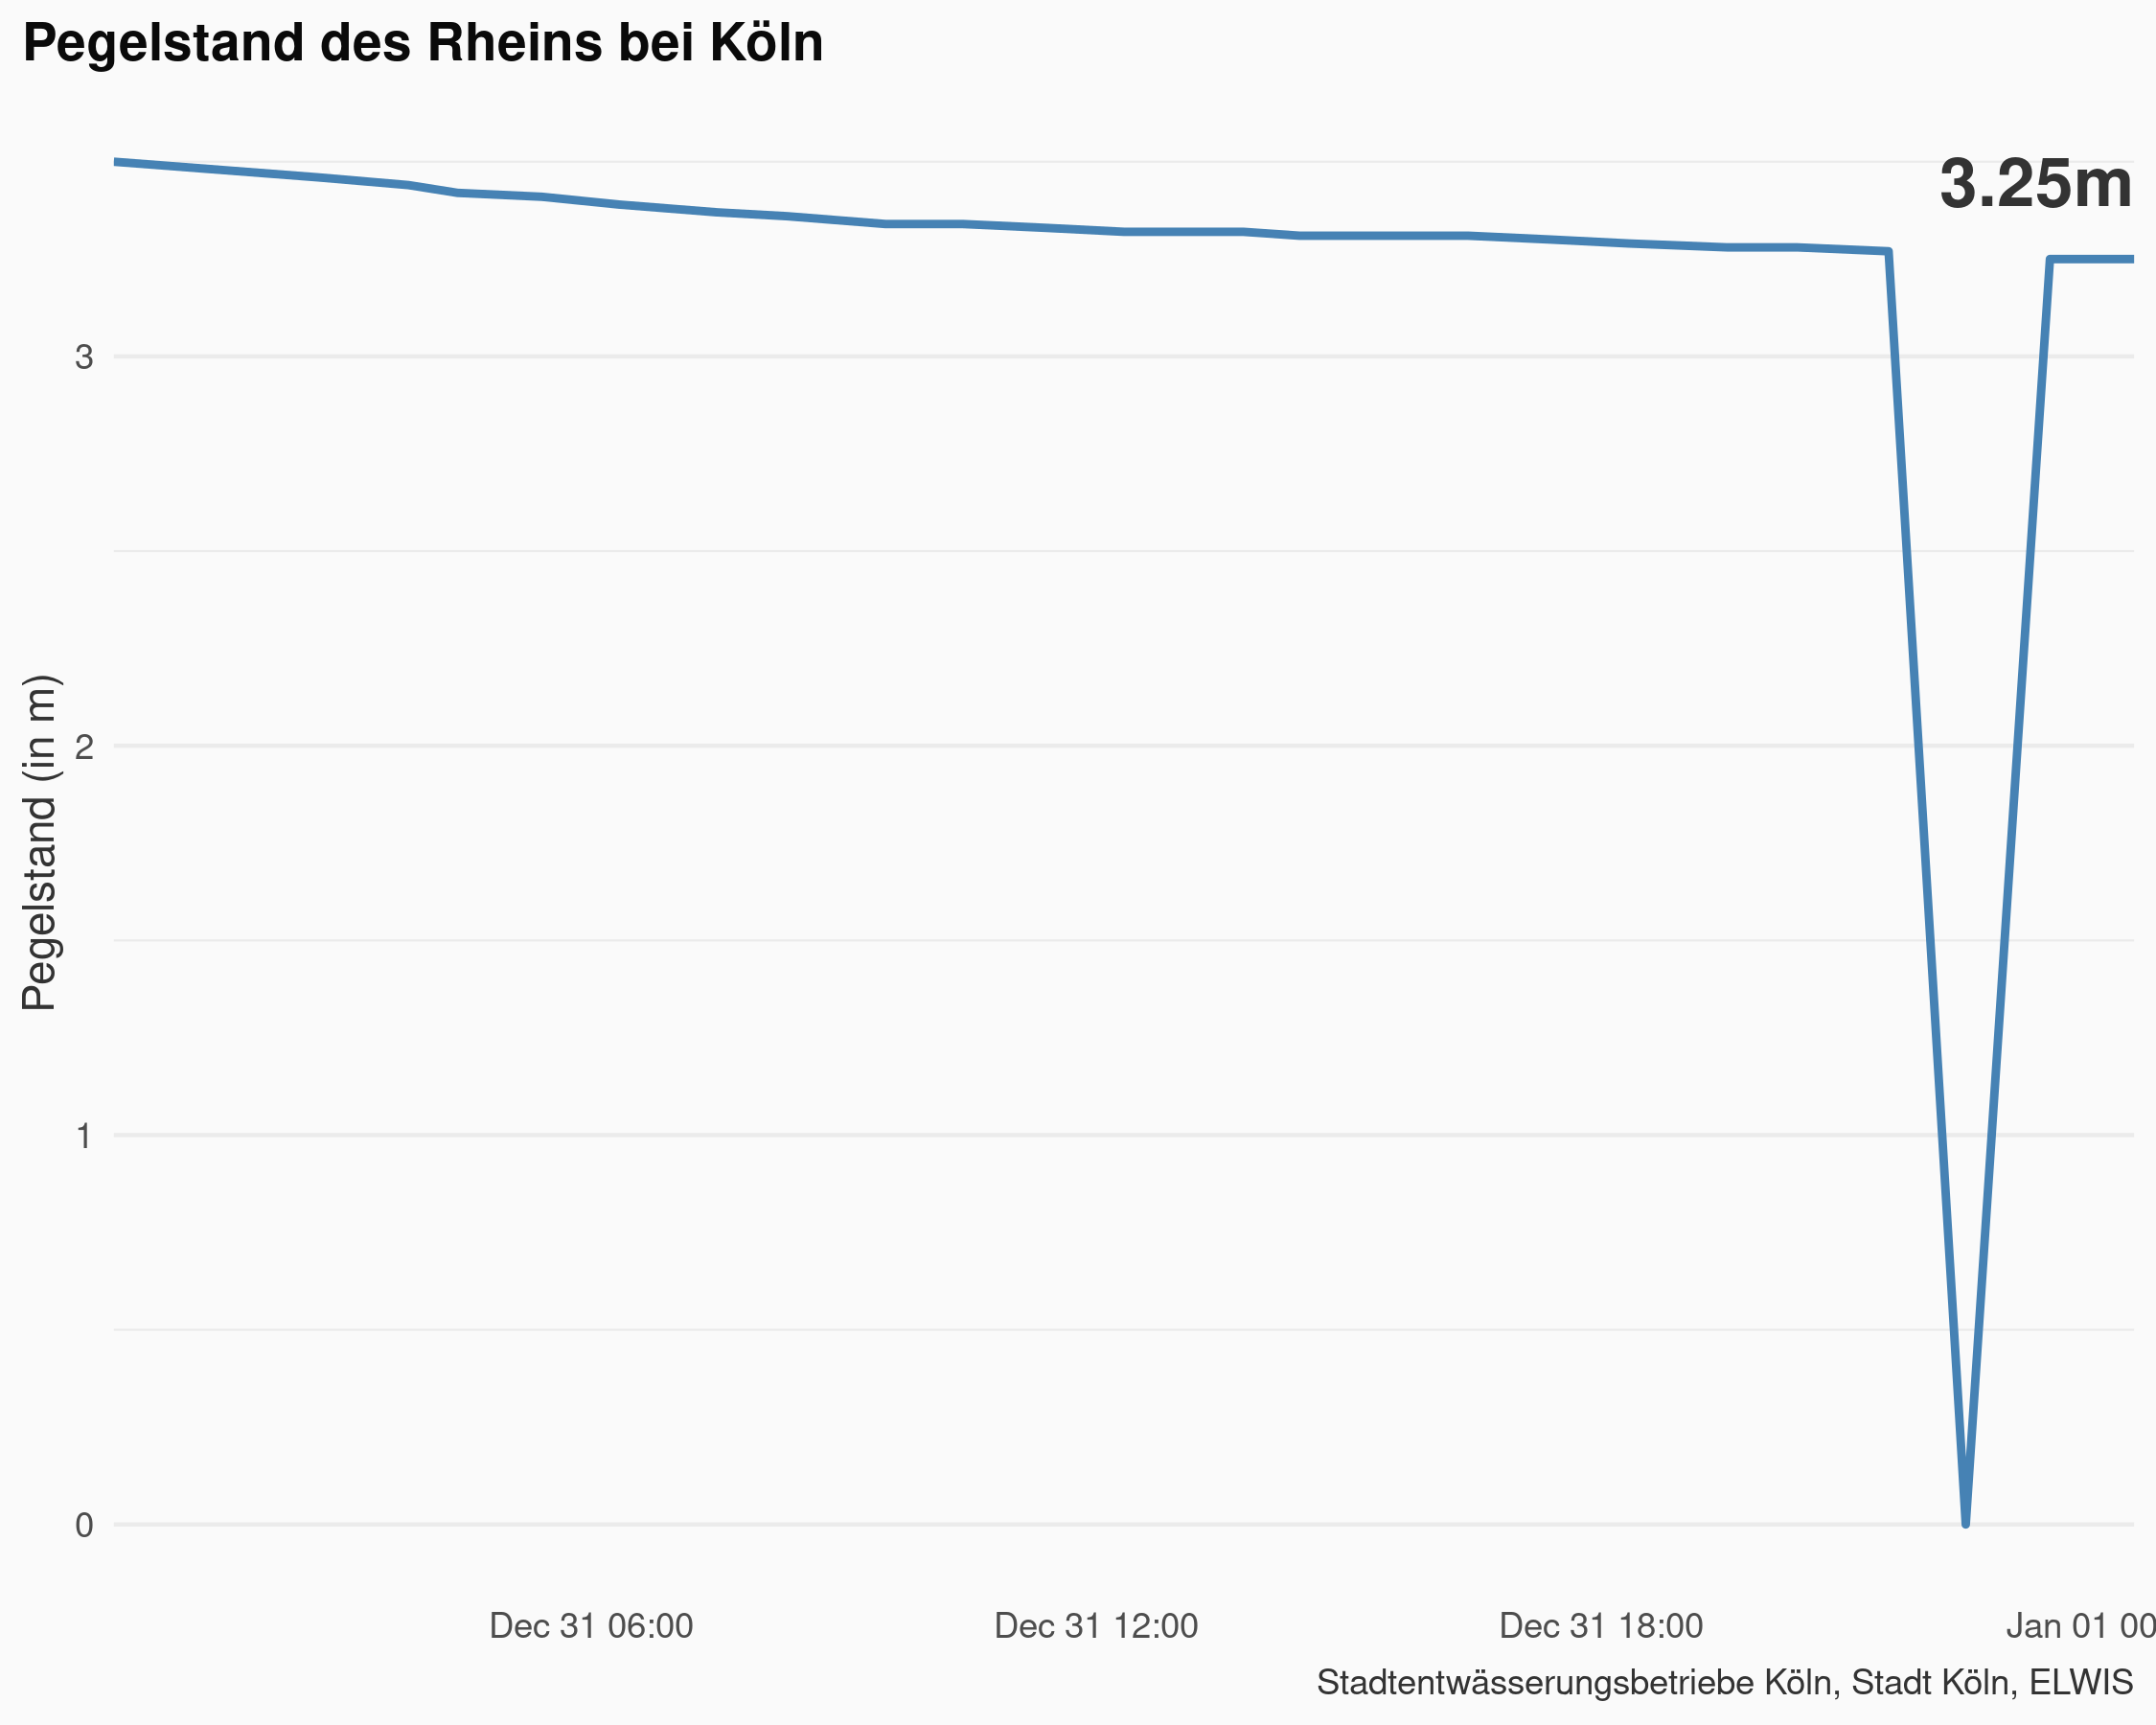 Pegelstand des Rheins bei Köln
3.25m
Pegelstand (in m)
3
2
1
0
Dec 31 06:00
Dec 31 12:00
Dec 31 18:00
Jan 01 00
Stadtentwässerungsbetriebe Köln, Stadt Köln, ELWIS